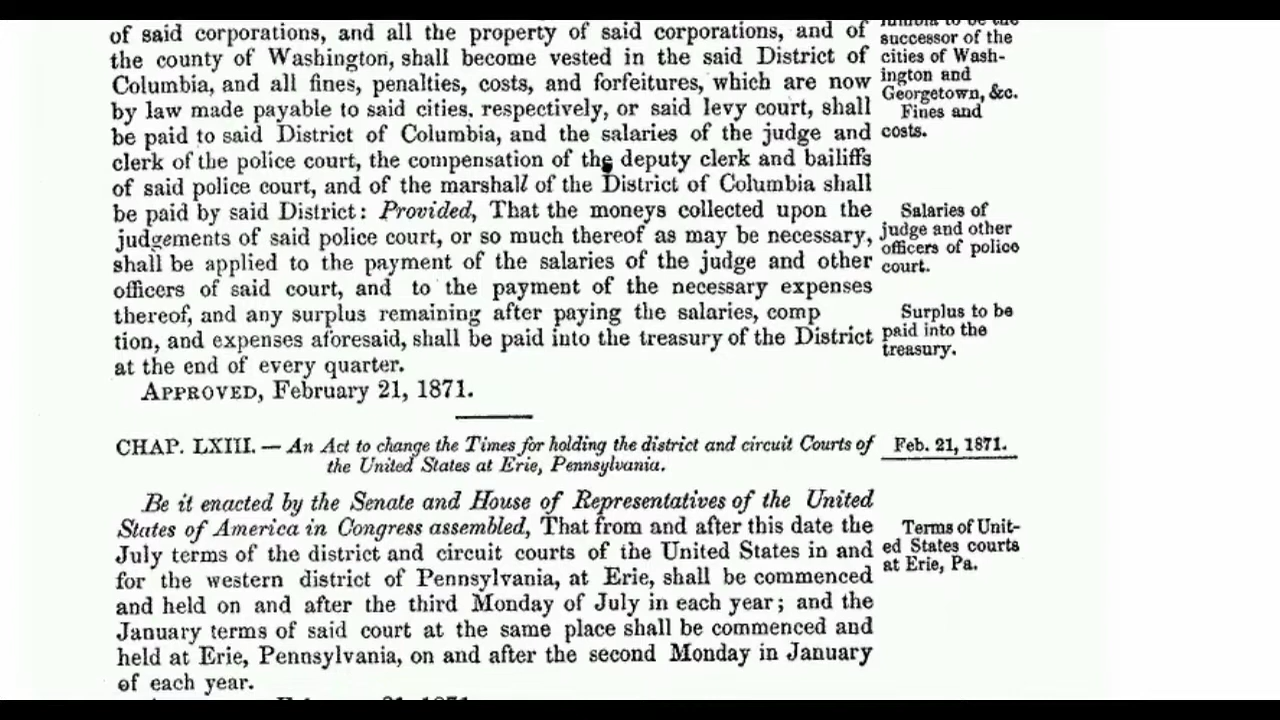 of said corporations, and all the property of said corporations, and of
the county of Washington, shall become vested in the said District of
Columbia, and all fines, penalties, costs, and forfeitures, which are now
by law made payable to said cities, respectively, or said levy court, shall
be paid to said District of Columbia, and the salaries of the judge and
clerk of the police court, the compensation of the deputy clerk and bailiffs
of said police court, and of the marshall of the District of Columbia shall
be paid by said District: Provided, That the moneys collected upon the
judgements of said police court, or so much thereof as may be necessary,
shall be applied to the payment of the salaries of the judge and other
officers of said court, and to the payment of the necessary expenses
thereof, and any surplus remaining after paying the salaries, comp
tion, and expenses aforesaid, shall be paid into the treasury of the District
at the end of every quarter.
APPROVED, February 21, 1871.
to be the
successor of the
cities of Wash-
ington and
Georgetown, &c.
Fines and
costs.
Salaries of
judge and other
officers of police
court.
Surplus to be
paid into the
treasury.
CHAP. LXIII. — An Act to change the Times for holding the district and circuit Courts of
the United States at Erie, Pennsylvania.
Feb. 21, 1871.
Be it enacted by the Senate and House of Representatives of the United
States of America in Congress assembled, That from and after this date the
July terms of the district and circuit courts of the United States in and
for the western district of Pennsylvania, at Erie, shall be commenced
and held on and after the third Monday of July in each year; and the
January terms of said court at the same place shall be commenced and
held at Erie, Pennsylvania, on and after the second Monday in January
of each year.
Terms of Unit-
ed States courts
at Erie, Pa.